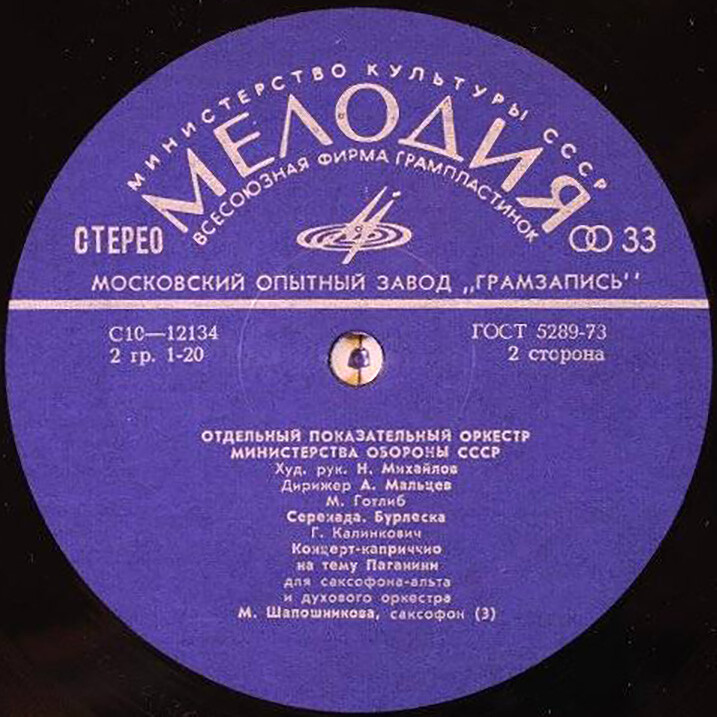 МИНИСТЕРСТВО КУЛЬТУРЫ СССР
МЕЛОДИЯ
ВСЕСОЮЗНАЯ ФИРМА ГРАМПЛАСТИНОК
СТЕРЕО
33
МОСКОВСКИЙ ОПЫТНЫЙ ЗАВОД „ГРАМЗАПИСЬ"
С10—12134
2 гр. 1-20
ГОСТ 5289-73
2 сторона
ОТДЕЛЬНЫЙ ПОКАЗАТЕЛЬНЫЙ ОРКЕСТР
МИНИСТЕРСТВА ОБОРОНЫ СССР
Худ. рук. Н. Михайлов
Дирижер А. Мальцев
М. Готлиб
Серенада. Бурлеска
Г. Калинкович
Концерт-каприччио
на тему Паганини
для саксофона-альта
и духового оркестра
М. Шапошникова, саксофон (3)